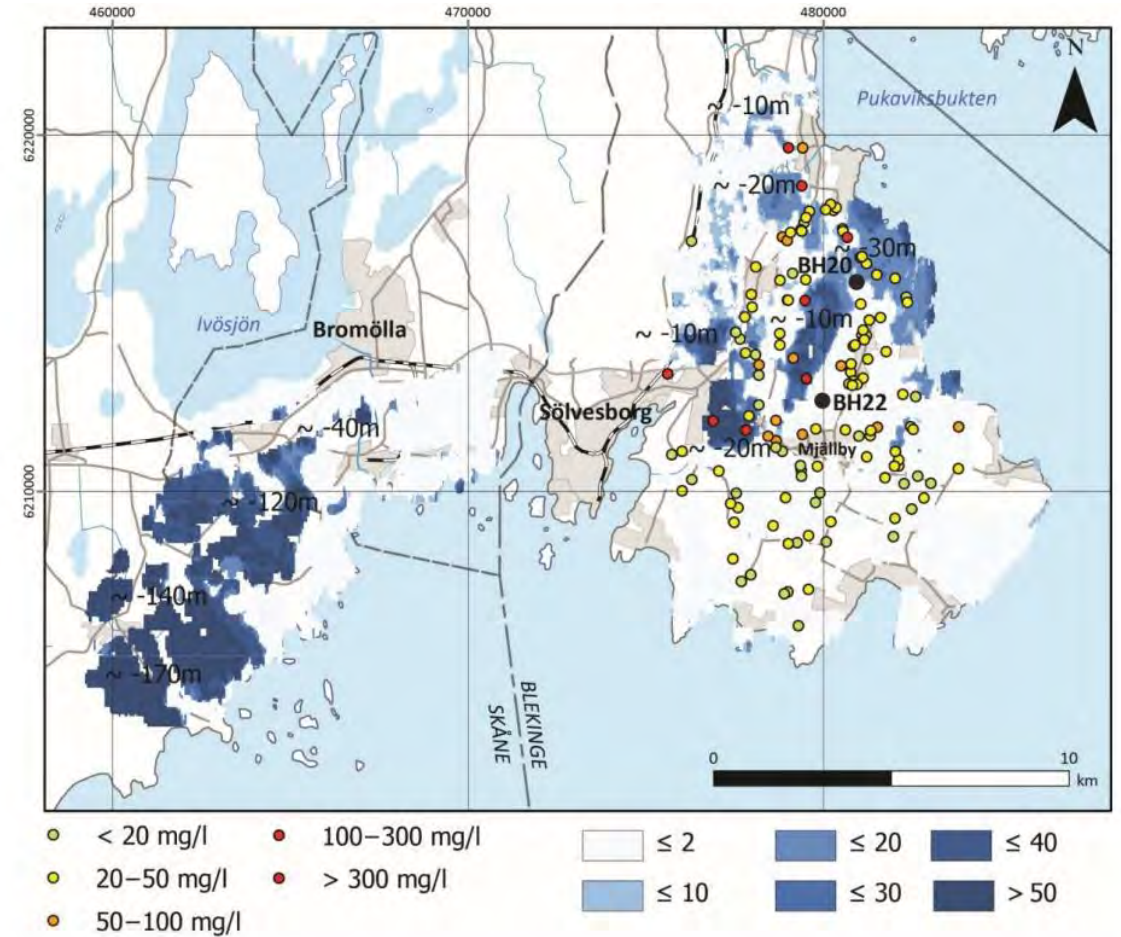 460000
470000
480000
N
~ -10m
Pukaviksbukten
6220000
~ -20m
~ -30m
BH20
Ivösjön
Bromölla
~ -10m
~ -10m
BH22
Sölvesborg
~ -40m
~ -20m
Mjällby
6210000
~ -120m
~ -140m
~ -170m
BLEKINGE
SKÅNE
0
10
km
< 20 mg/l
100–300 mg/l
≤ 2
≤ 20
≤ 40
20–50 mg/l
> 300 mg/l
≤ 10
≤ 30
> 50
50–100 mg/l